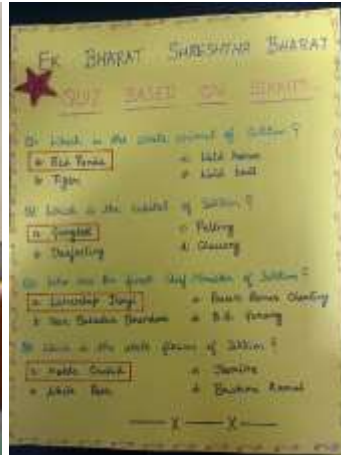 EK BHARAT SHRESHTHA BHARAT
QUIZ BASED ON SIKKIM
Q1 Which is the state animal of Sikkim ?
a Red Panda c Wild horse
b Tiger d Wild
Q2 Which is the capital of Sikkim ?
a Gangtok c Pelling
b Darjeeling d
Q3 Who was the first chief Minister of Sikkim ?
a Lhendup Dorji c Pawan Kumar Chamling
b Nar Bahadur Bhandari d B.B. Gurung
Q4 Which is the state flower of Sikkim ?
a Noble Orchid c Jasmine
b White Rose d Kamal
X X